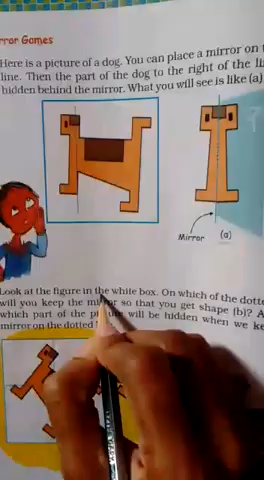 rror Games
Here is a picture of a dog. You can place a mirror on t
line. Then the part of the dog to the right of the li
hidden behind the mirror. What you will see is like (a)
Mirror (a)
Look at the figure in the white box. On which of the dotte
will you keep the mirror so that you get shape (b)? A
which part of the picture will be hidden when we ke
mirror on the dotted